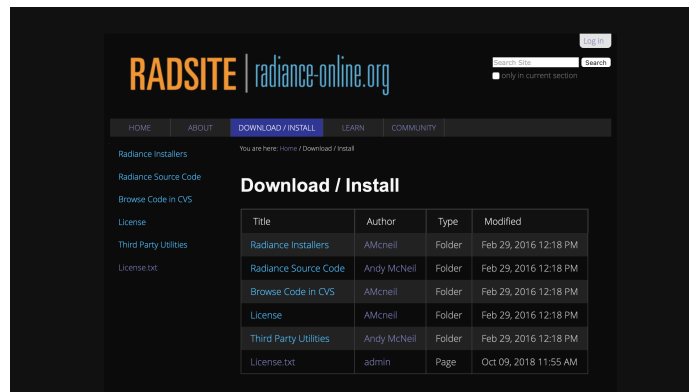 Log in
RADSITE | radiance-online.org
Search Site Search
only in current section
HOME ABOUT DOWNLOAD / INSTALL LEARN COMMUNITY
You are here: Home / Download / Install
Radiance Installers
Radiance Source Code
Browse Code in CVS
License
Third Party Utilities
License.txt
Download / Install
Title Author Type Modified
Radiance Installers AMcneil Folder Feb 29, 2016 12:18 PM
Radiance Source Code Andy McNeil Folder Feb 29, 2016 12:18 PM
Browse Code in CVS AMcneil Folder Feb 29, 2016 12:18 PM
License AMcneil Folder Feb 29, 2016 12:18 PM
Third Party Utilities Andy McNeil Folder Feb 29, 2016 12:18 PM
License.txt admin Page Oct 09, 2018 11:55 AM